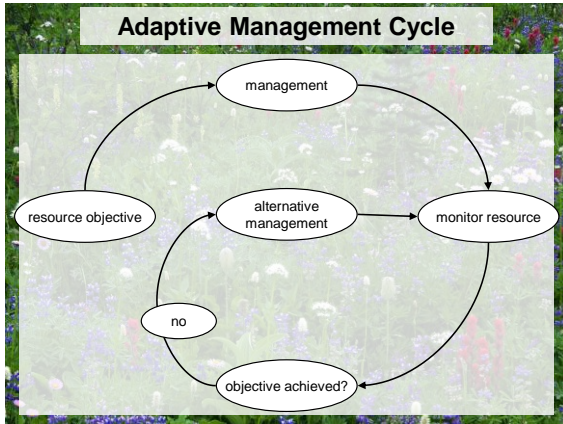 Adaptive Management Cycle
management
resource objective
alternative
management
monitor resource
no
objective achieved?